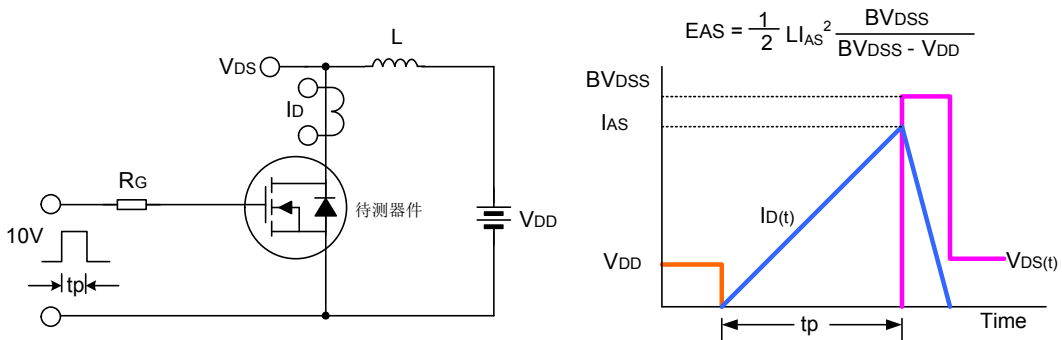 VDS
L
ID
RG
10V
tp
待测器件
VDD
EAS = 1/2 LIAS² BVDSS / (BVDSS - VDD)
BVDSS
IAS
ID(t)
VDD
VDS(t)
tp
Time